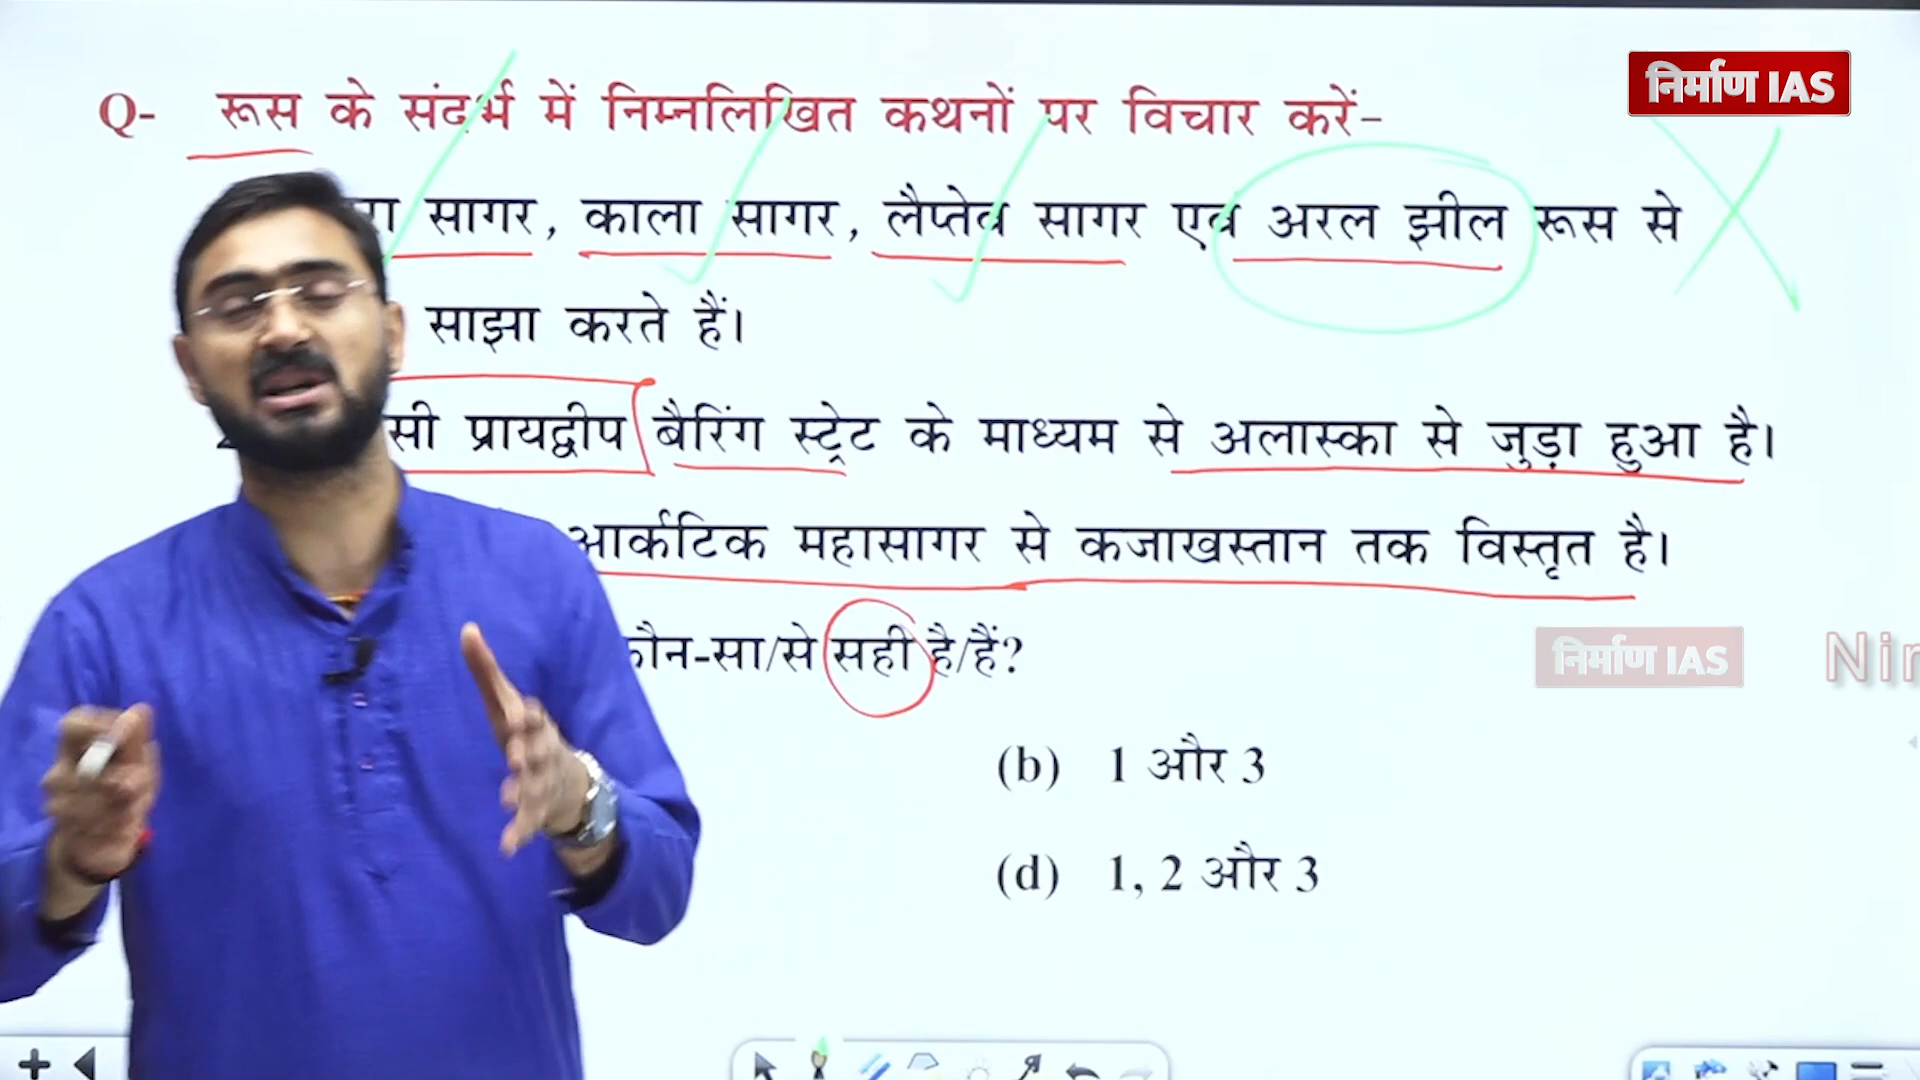 निर्माण IAS
Q- रूस के संदर्भ में निम्नलिखित कथनों पर विचार करें-
सागर, काला सागर, लैप्तेव सागर एवं अरल झील रूस से
साझा करते हैं।
प्रायद्वीप बैरिंग स्ट्रेट के माध्यम से अलास्का से जुड़ा हुआ है।
आर्कटिक महासागर से कजाखस्तान तक विस्तृत है।
कौन-सा/से सही है/हैं?
निर्माण IAS
(b) 1 और 3
(d) 1, 2 और 3